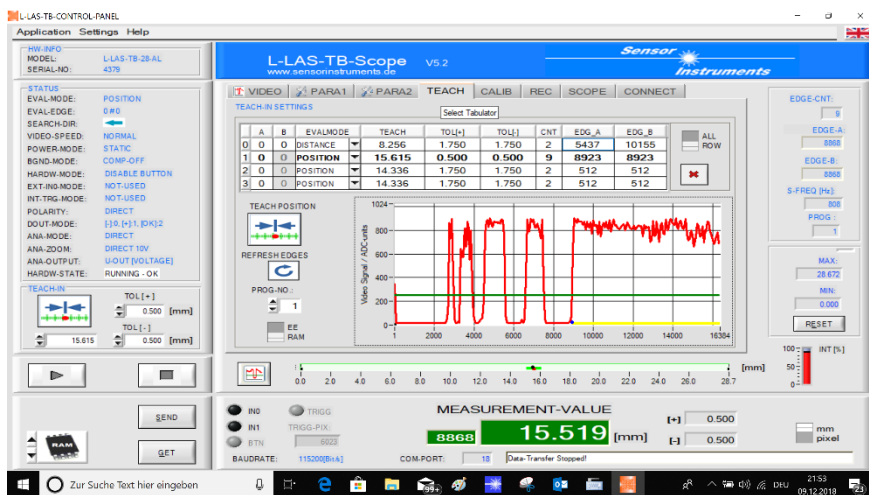 L-LAS-TB-CONTROL-PANEL
Application Settings Help
HW-INFO
MODEL: L-LAS-TB-28-AL
SERIAL-NO: 4379
L-LAS-TB-Scope V5.2
www.sensorinstruments.de
Sensor
Instruments
STATUS
EVAL-MODE: POSITION
EVAL-EDGE: 0#0
SEARCH-DIR:
VIDEO-SPEED: NORMAL
POWER-MODE: STATIC
BGND-MODE: COMP-OFF
HARDW-MODE: DISABLE BUTTON
EXT-IN0-MODE: NOT-USED
INT-TRG-MODE: NOT-USED
POLARITY: DIRECT
DOUT-MODE: [-]:0, [+]:1, [OK]:2
ANA-MODE: DIRECT
ANA-ZOOM: DIRECT 10V
ANA-OUTPUT: U-OUT [VOLTAGE]
HARDW-STATE: RUNNING - OK
TEACH-IN
TOL [+]
0.500 [mm]
TOL [-]
15.615 0.500 [mm]
SEND
RAM
GET
VIDEO PARA1 PARA2 TEACH CALIB REC SCOPE CONNECT
TEACH-IN SETTINGS
Select Tabulator
A B EVALMODE TEACH TOL[+] TOL[-] CNT EDG_A EDG_B
0 0 0 DISTANCE 8.256 1.750 1.750 2 5437 10155
1 0 0 POSITION 15.615 0.500 0.500 9 8923 8923
2 0 0 POSITION 14.336 1.750 1.750 2 512 512
3 0 0 POSITION 14.336 1.750 1.750 2 512 512
ALL
ROW
TEACH POSITION
REFRESH EDGES
PROG-NO.:
1
EE
RAM
Video Signal / ADC-units
1024
800
600
400
200
0
1 2000 4000 6000 8000 10000 12000 14000 16384
0.0 2.0 4.0 6.0 8.0 10.0 12.0 14.0 16.0 18.0 20.0 22.0 24.0 26.0 28.7
[mm]
EDGE-CNT:
9
EDGE-A:
8868
EDGE-B:
8868
S-FREQ [Hz]:
808
PROG :
1
MAX:
28.672
MIN:
0.000
RESET
100
50
0
INT [%]
IN0 TRIGG
IN1 TRIGG-PIX:
BTN 6023
BAUDRATE: 115200[Bit/s]
MEASUREMENT-VALUE
8868 15.519 [mm]
[+] 0.500
[-] 0.500
mm
pixel
COM-PORT: 18 Data-Transfer Stopped!
Zur Suche Text hier eingeben
99+
DEU
21:53
09.12.2018
23